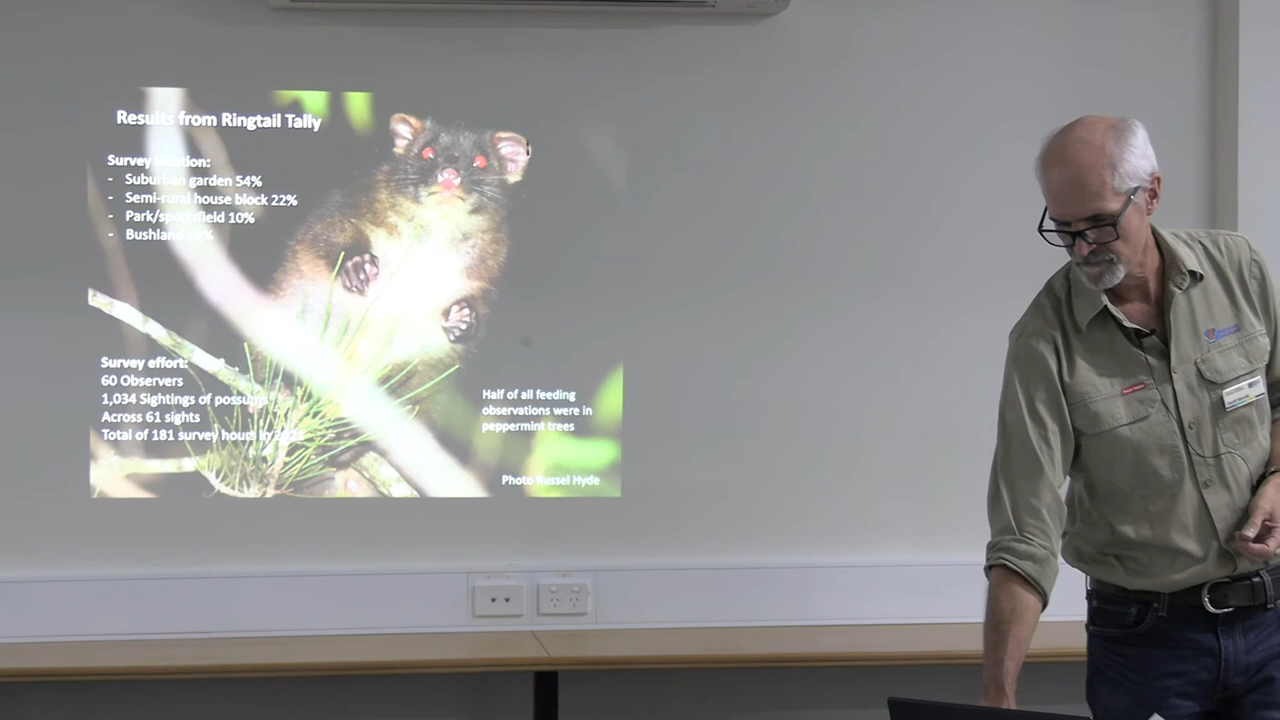 Results from Ringtail Tally
Survey location:
- Suburban garden 54%
- Semi-rural house block 22%
- Park/sportsfield 10%
- Bushland
Survey effort:
60 Observers
1,034 Sightings of possums
Across 61 sights
Total of 181 survey hours in
Half of all feeding
observations were in
peppermint trees
Photo Russel Hyde